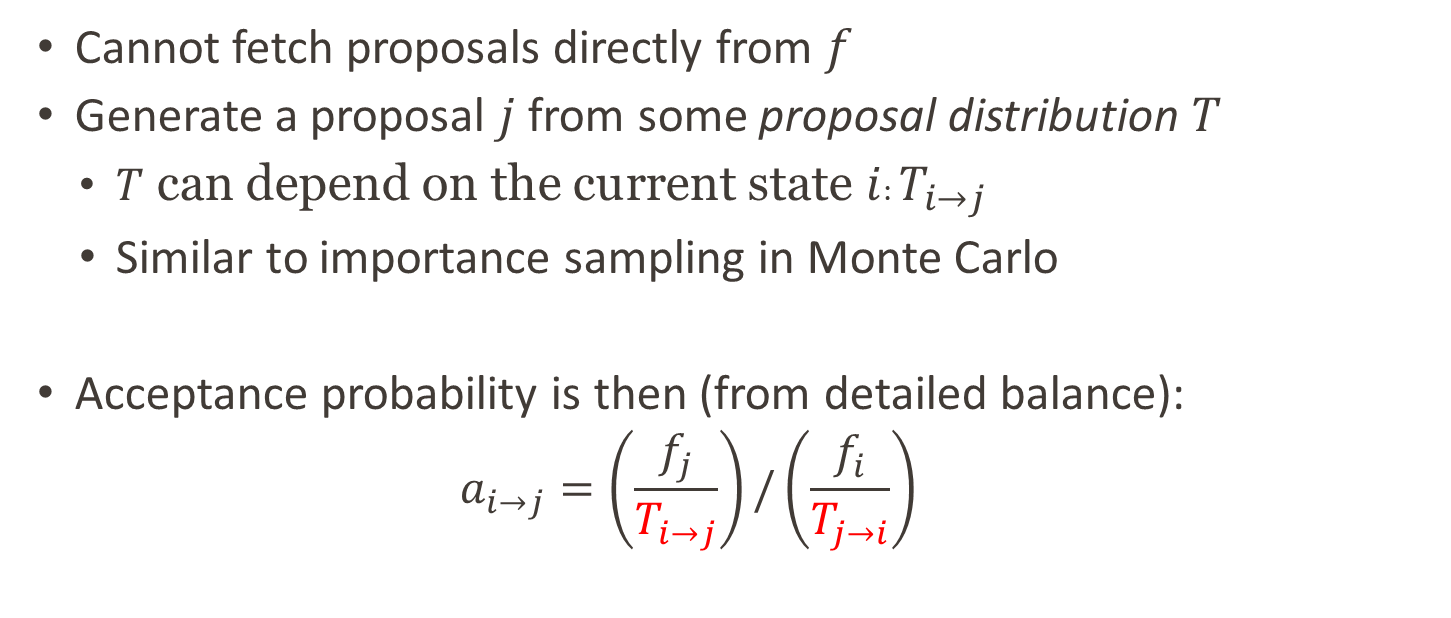 • Cannot fetch proposals directly from f
• Generate a proposal j from some proposal distribution T
• T can depend on the current state i: T_{i→j}
• Similar to importance sampling in Monte Carlo
• Acceptance probability is then (from detailed balance):
a_{i→j} = (f_j / T_{i→j}) / (f_i / T_{j→i})